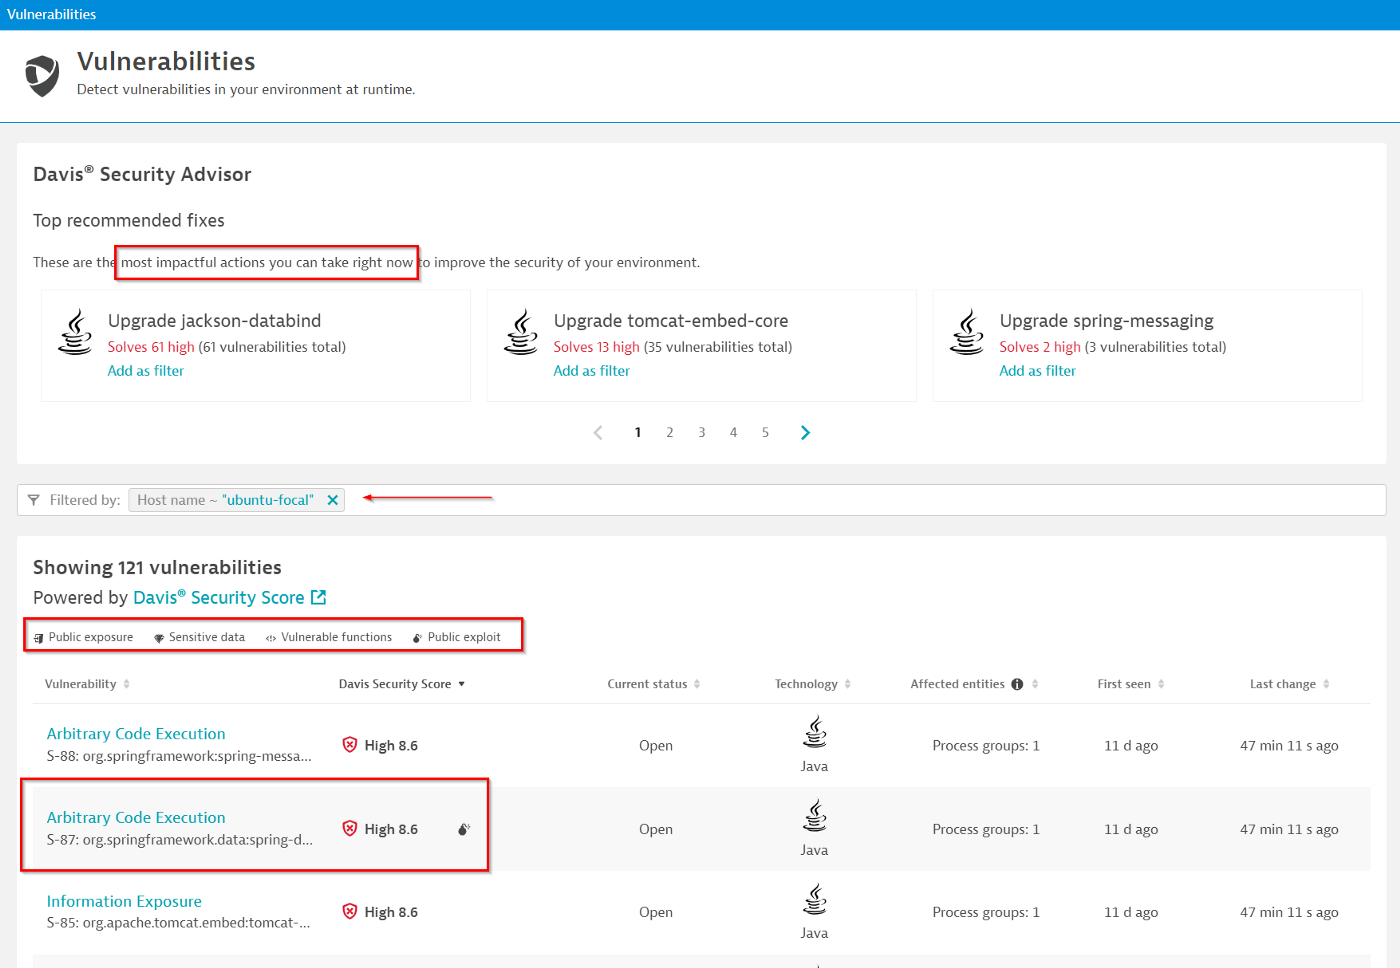 Vulnerabilities
Vulnerabilities
Detect vulnerabilities in your environment at runtime.
Davis® Security Advisor
Top recommended fixes
These are the most impactful actions you can take right now to improve the security of your environment.
Upgrade jackson-databind
Solves 61 high (61 vulnerabilities total)
Add as filter
Upgrade tomcat-embed-core
Solves 13 high (35 vulnerabilities total)
Add as filter
Upgrade spring-messaging
Solves 2 high (3 vulnerabilities total)
Add as filter
1 2 3 4 5
Filtered by: Host name ~ "ubuntu-focal"
Showing 121 vulnerabilities
Powered by Davis® Security Score
Public exposure Sensitive data Vulnerable functions Public exploit
Vulnerability Davis Security Score Current status Technology Affected entities First seen Last change
Arbitrary Code Execution
S-88: org.springframework:spring-messa...
High 8.6
Open
Java
Process groups: 1
11 d ago
47 min 11 s ago
Arbitrary Code Execution
S-87: org.springframework.data:spring-d...
High 8.6
Open
Java
Process groups: 1
11 d ago
47 min 11 s ago
Information Exposure
S-85: org.apache.tomcat.embed:tomcat-...
High 8.6
Open
Java
Process groups: 1
11 d ago
47 min 11 s ago